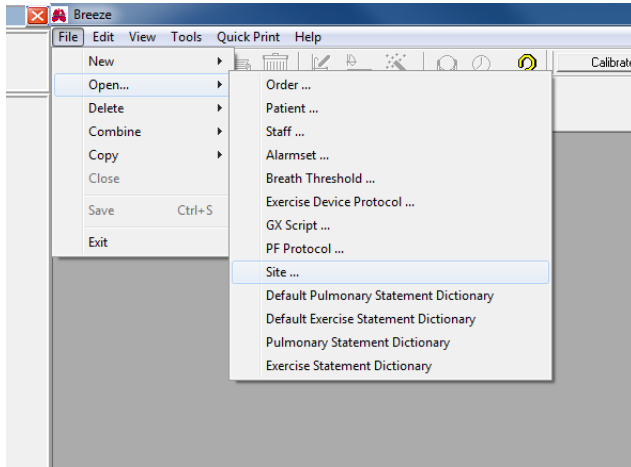 Breeze
File Edit View Tools Quick Print Help
New
Open...
Delete
Combine
Copy
Close
Save Ctrl+S
Exit
Calibrate
Order ...
Patient ...
Staff ...
Alarmset ...
Breath Threshold ...
Exercise Device Protocol ...
GX Script ...
PF Protocol ...
Site ...
Default Pulmonary Statement Dictionary
Default Exercise Statement Dictionary
Pulmonary Statement Dictionary
Exercise Statement Dictionary